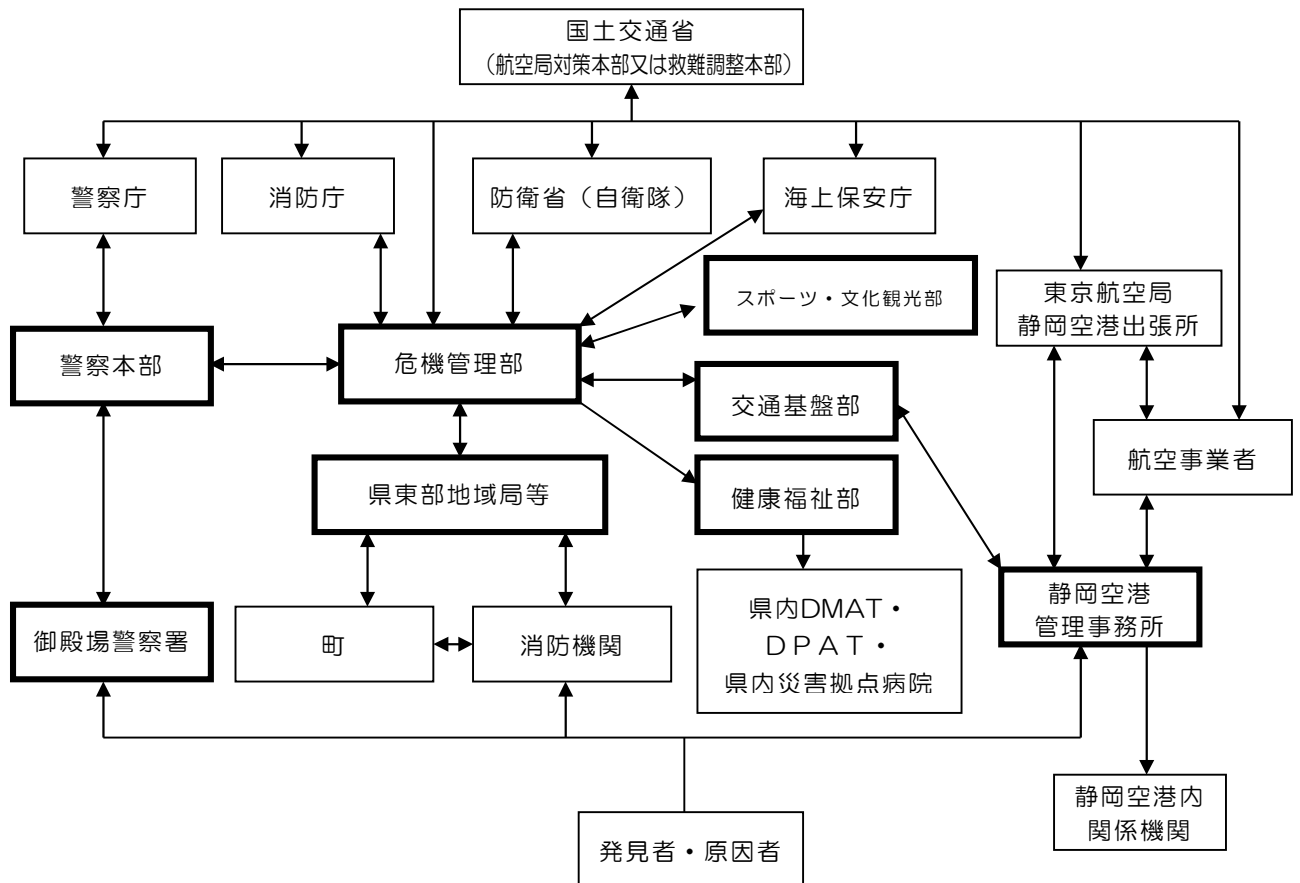 国土交通省
（航空局対策本部又は救難調整本部）
警察庁
消防庁
防衛省（自衛隊）
海上保安庁
スポーツ・文化観光部
東京航空局
静岡空港出張所
警察本部
危機管理部
交通基盤部
航空事業者
県東部地域局等
健康福祉部
御殿場警察署
町
消防機関
県内DMAT・
ＤＰＡＴ・
県内災害拠点病院
静岡空港
管理事務所
静岡空港内
関係機関
発見者・原因者